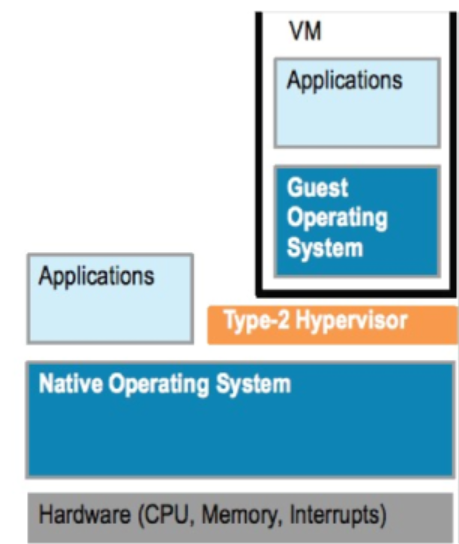 VM
Applications
Guest
Operating
System
Applications
Type-2 Hypervisor
Native Operating System
Hardware (CPU, Memory, Interrupts)